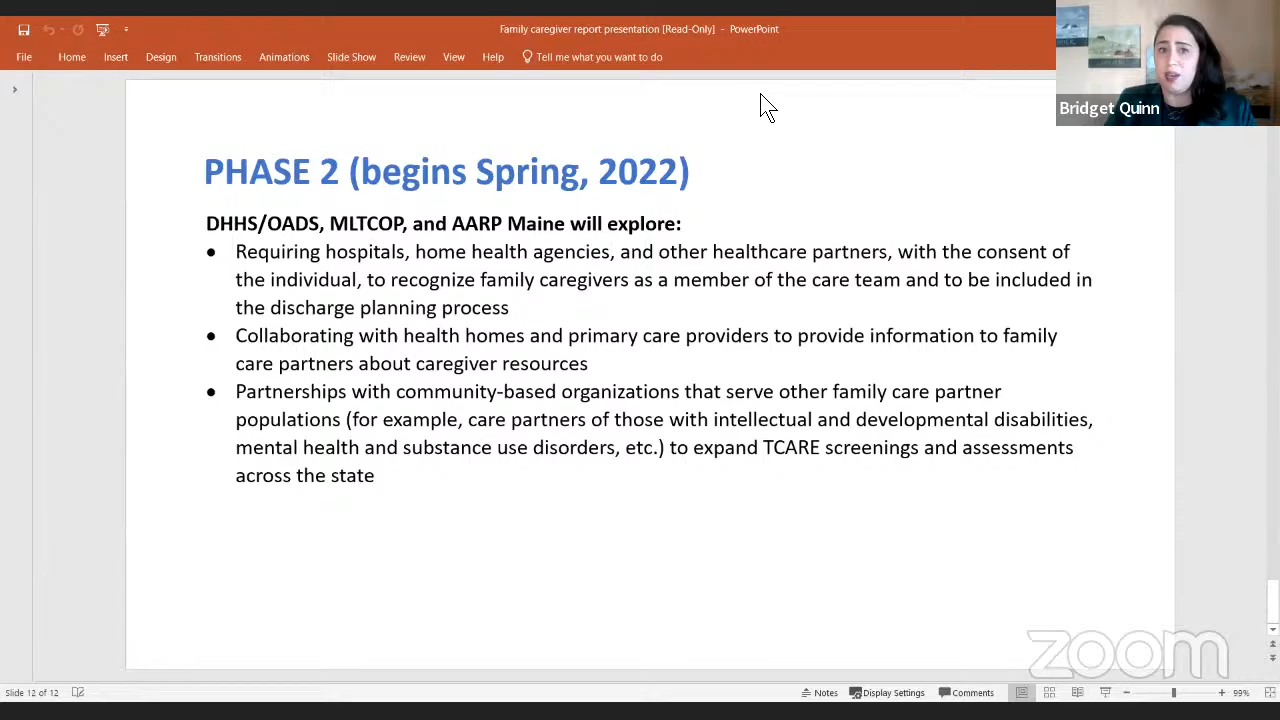 Family caregiver report presentation [Read-Only] - PowerPoint
File Home Insert Design Transitions Animations Slide Show Review View Help Tell me what you want to do
Bridget Quinn
PHASE 2 (begins Spring, 2022)
DHHS/OADS, MLTCOP, and AARP Maine will explore:
● Requiring hospitals, home health agencies, and other healthcare partners, with the consent of
the individual, to recognize family caregivers as a member of the care team and to be included in
the discharge planning process
● Collaborating with health homes and primary care providers to provide information to family
care partners about caregiver resources
● Partnerships with community-based organizations that serve other family care partner
populations (for example, care partners of those with intellectual and developmental disabilities,
mental health and substance use disorders, etc.) to expand TCARE screenings and assessments
across the state
zoom
Slide 12 of 12 Notes Display Settings Comments 99%